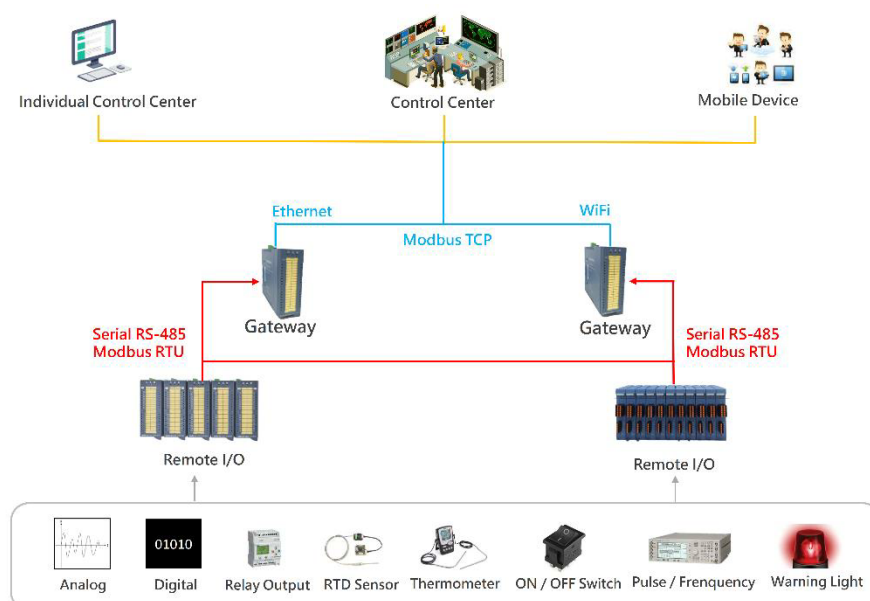 Individual Control Center
Control Center
Mobile Device
Ethernet
WiFi
Modbus TCP
Gateway
Gateway
Serial RS-485
Modbus RTU
Serial RS-485
Modbus RTU
Remote I/O
Remote I/O
01010
Analog
Digital
Relay Output
RTD Sensor
Thermometer
ON / OFF Switch
Pulse / Frenquency
Warning Light